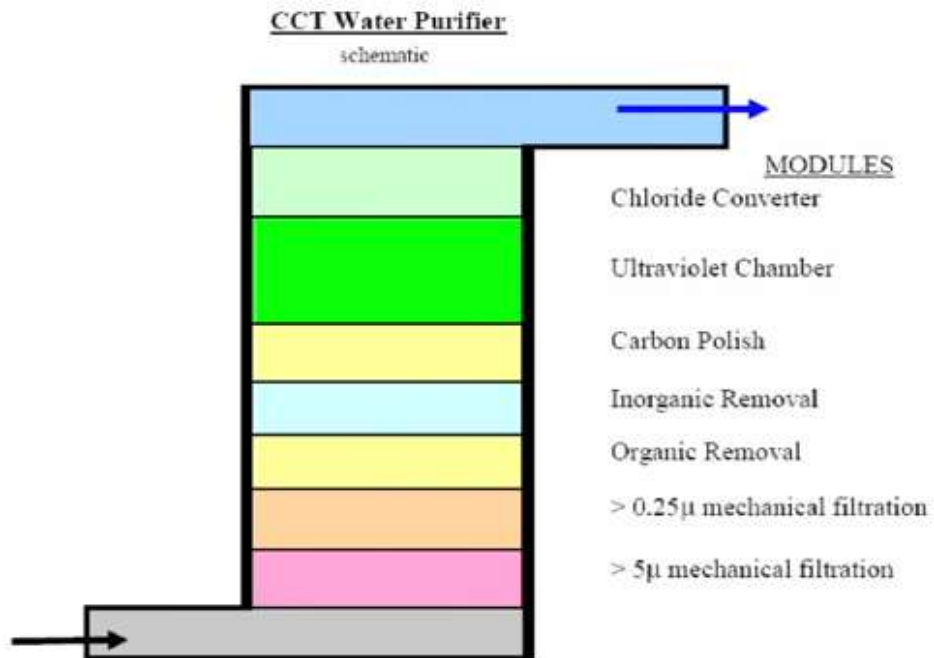 CCT Water Purifier
schematic
MODULES
Chloride Converter
Ultraviolet Chamber
Carbon Polish
Inorganic Removal
Organic Removal
> 0.25µ mechanical filtration
> 5µ mechanical filtration